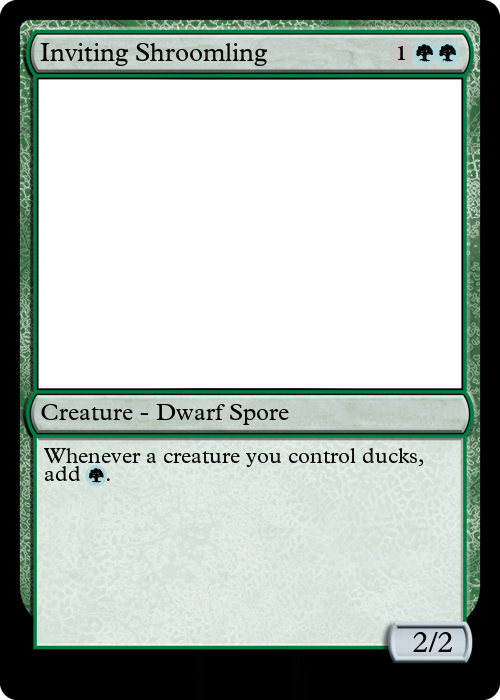 Inviting Shroomling 1
Creature - Dwarf Spore
Whenever a creature you control ducks,
add .
2/2